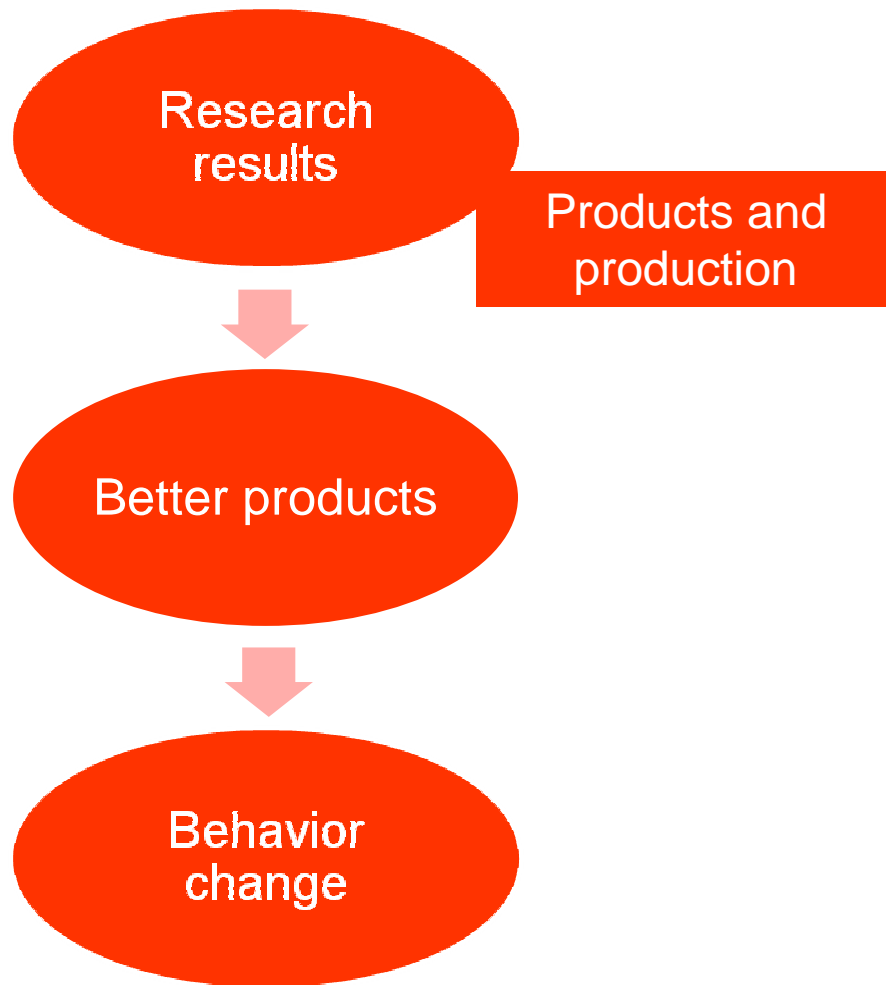 Research
results
Products and
production
Better products
Behavior
change